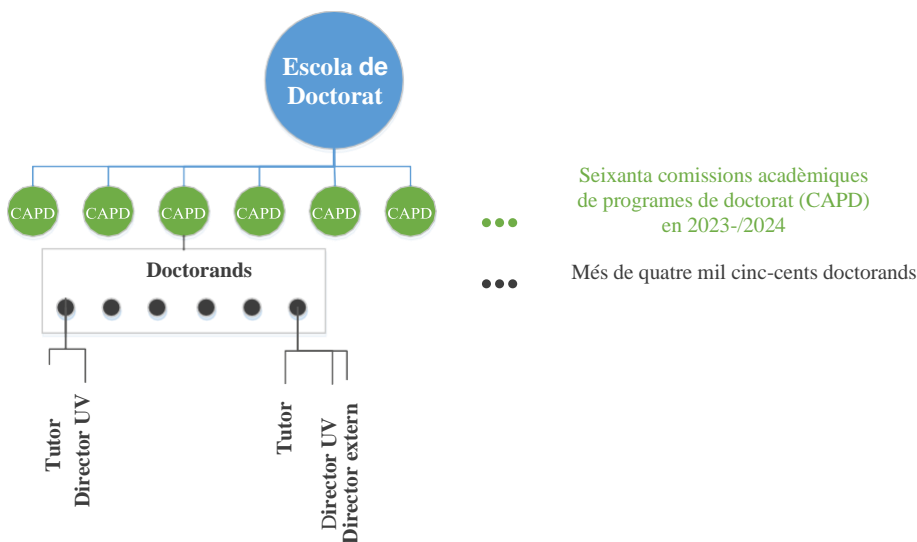 Escola de
Doctorat
CAPD CAPD CAPD CAPD CAPD CAPD
Seixanta comissions acadèmiques
de programes de doctorat (CAPD)
en 2023-/2024
Doctorands
Més de quatre mil cinc-cents doctorands
Tutor
Director UV
Tutor
Director UV
Director extern